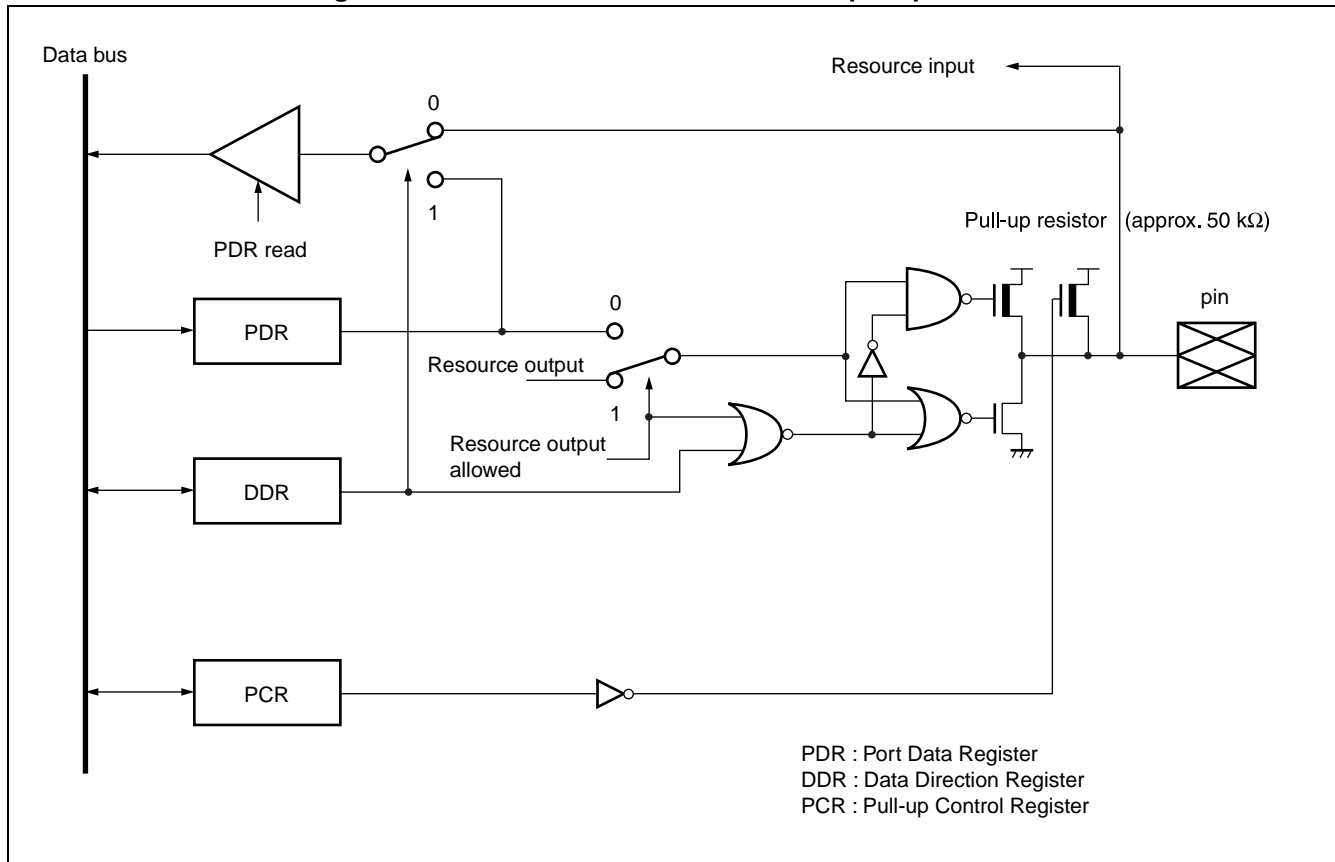 Data bus
Resource input
0
1
Pull-up resistor (approx. 50 kΩ)
PDR read
pin
0
PDR
Resource output
1
Resource output
allowed
DDR
PCR
PDR : Port Data Register
DDR : Data Direction Register
PCR : Pull-up Control Register